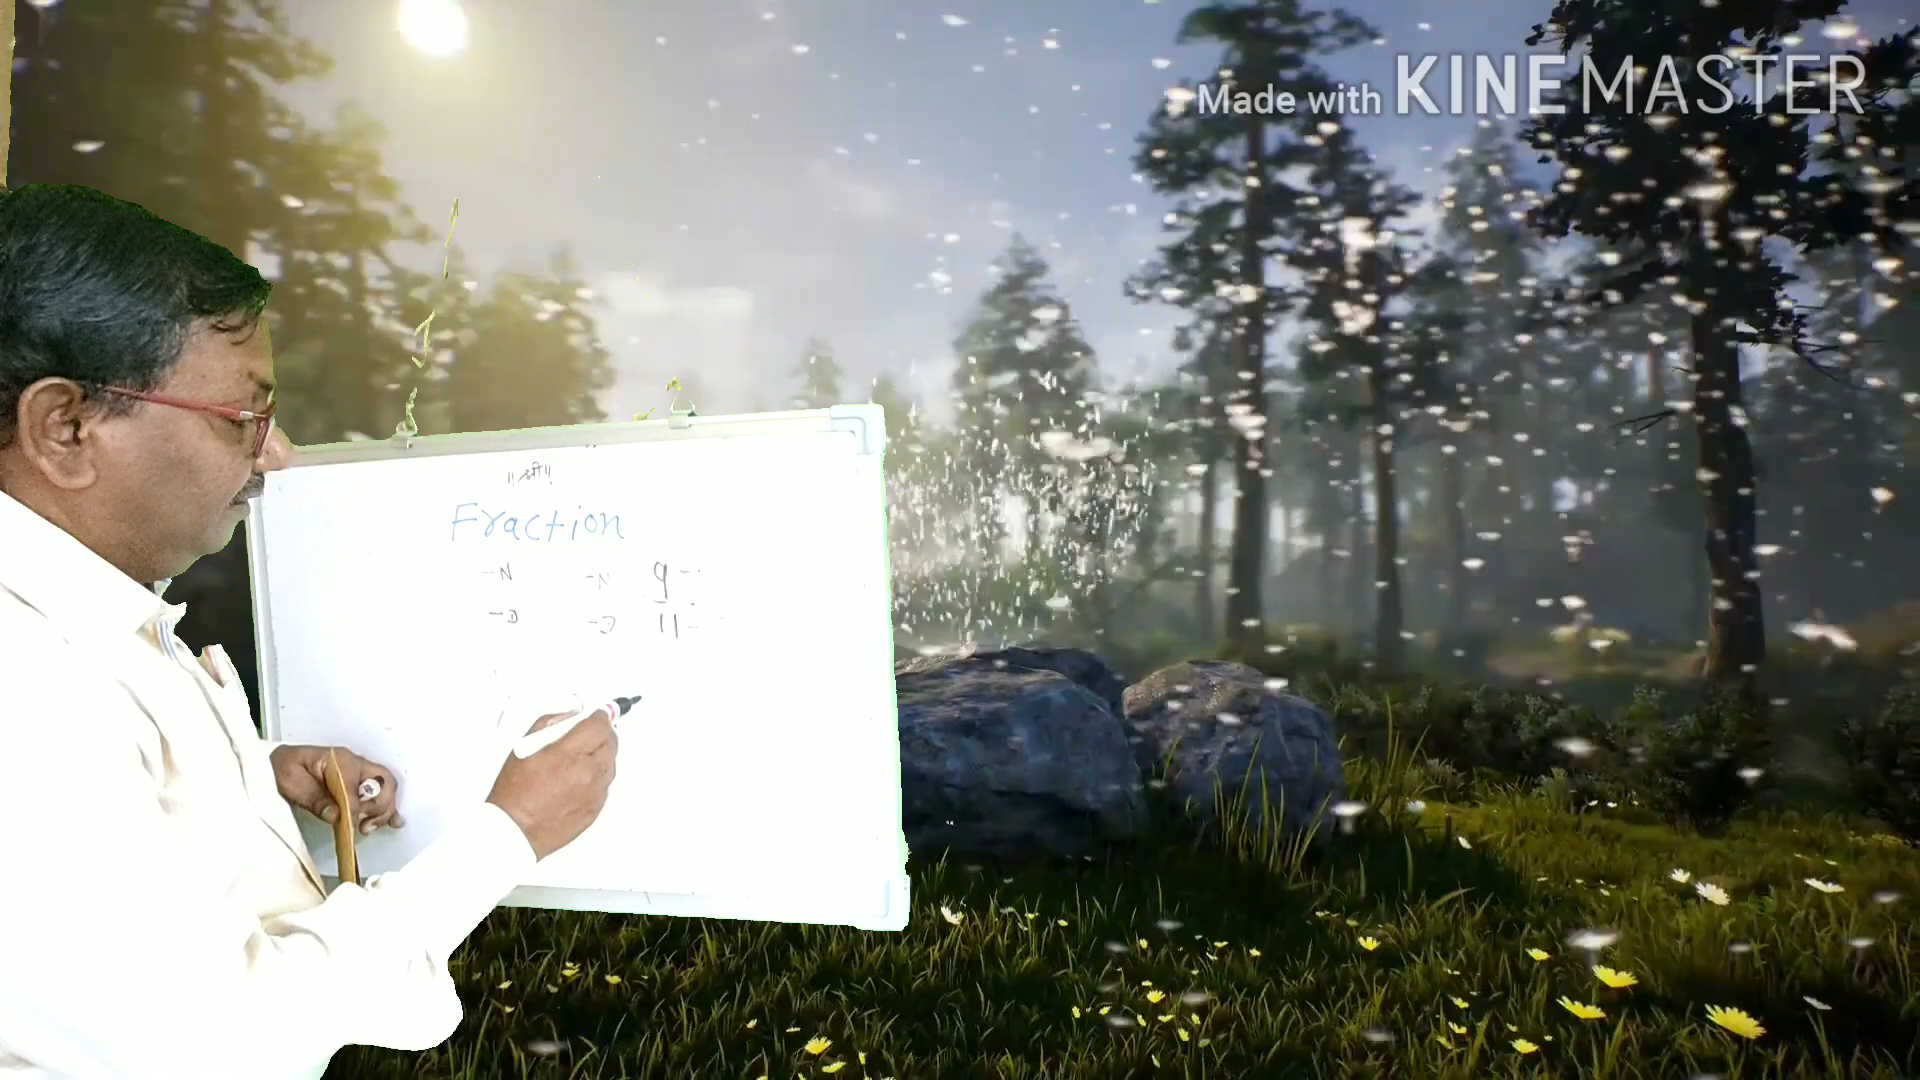 Made with KINEMASTER
॥ श्री ॥
Fraction
-N -N 9 -
-D -D 11 -